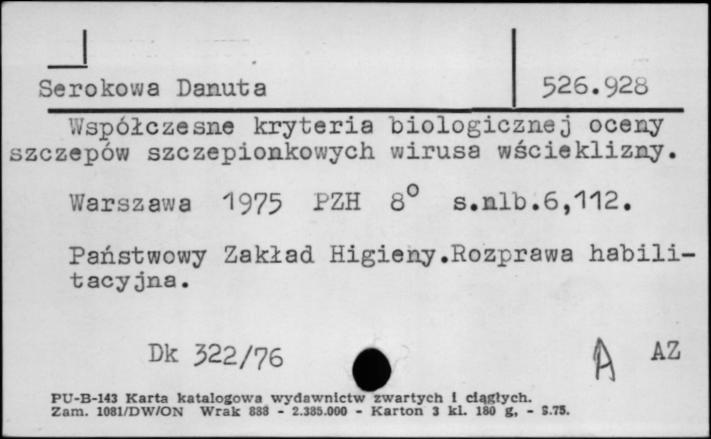 Serokowa Danuta 526.928
Współczesne kryteria biologicznej oceny
szczepów szczepionkowych wirusa wścieklizny.
Warszawa 1975 PZH 8° s.nlb.6,112.
Państwowy Zakład Higieny.Rozprawa habili-
tacyjna.
Dk 322/76 A AZ
PU-B-143 Karta katalogowa wydawnictw zwartych i ciągłych.
Zam. 1081/DW/ON Wrak 888 - 2.385.000 - Karton 3 kl. 180 g, - 8.75.